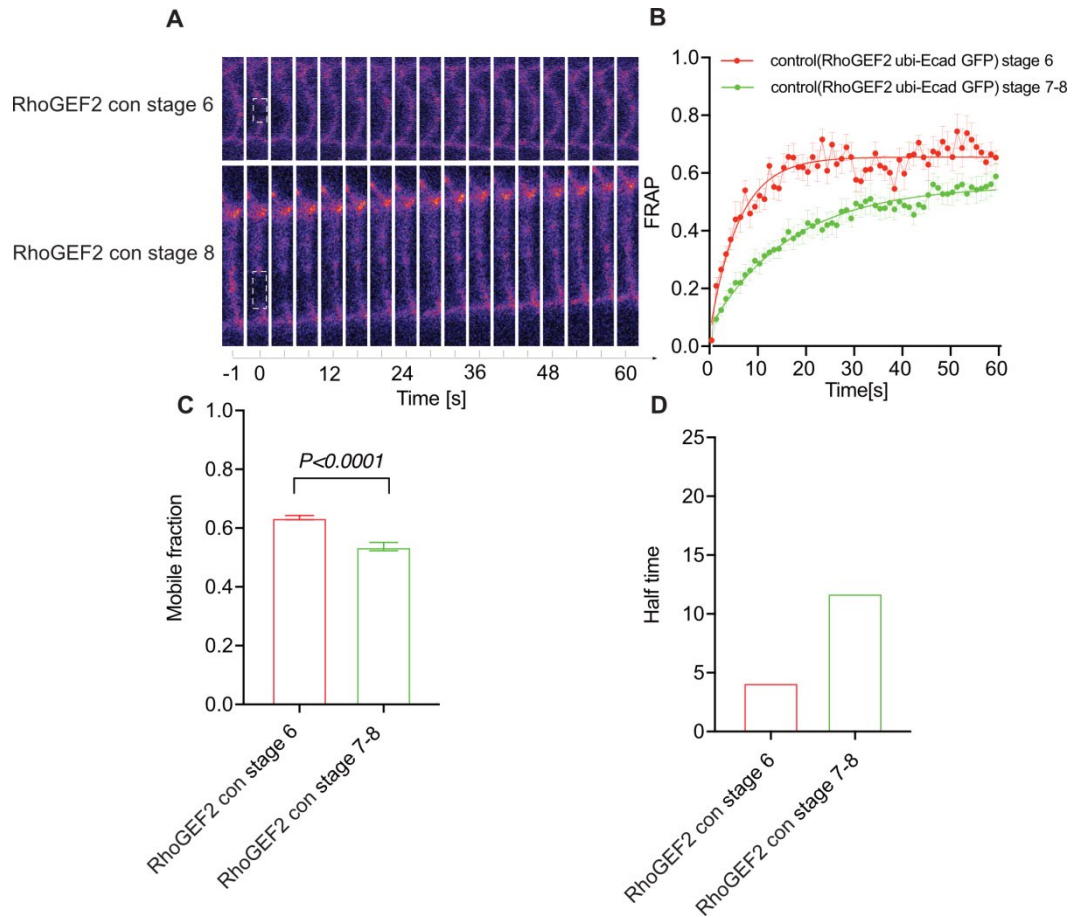 A
RhoGEF2 con stage 6
RhoGEF2 con stage 8
-1 0 12 24 36 48 60
Time [s]
B
control(RhoGEF2 ubi-Ecad GFP) stage 6
control(RhoGEF2 ubi-Ecad GFP) stage 7-8
FRAP
1.0
0.8
0.6
0.4
0.2
0.0
0 10 20 30 40 50 60
Time[s]
C
P<0.0001
Mobile fraction
1.0
0.8
0.6
0.4
0.2
0.0
RhoGEF2 con stage 6
RhoGEF2 con stage 7-8
D
Half time
25
20
15
10
5
0
RhoGEF2 con stage 6
RhoGEF2 con stage 7-8